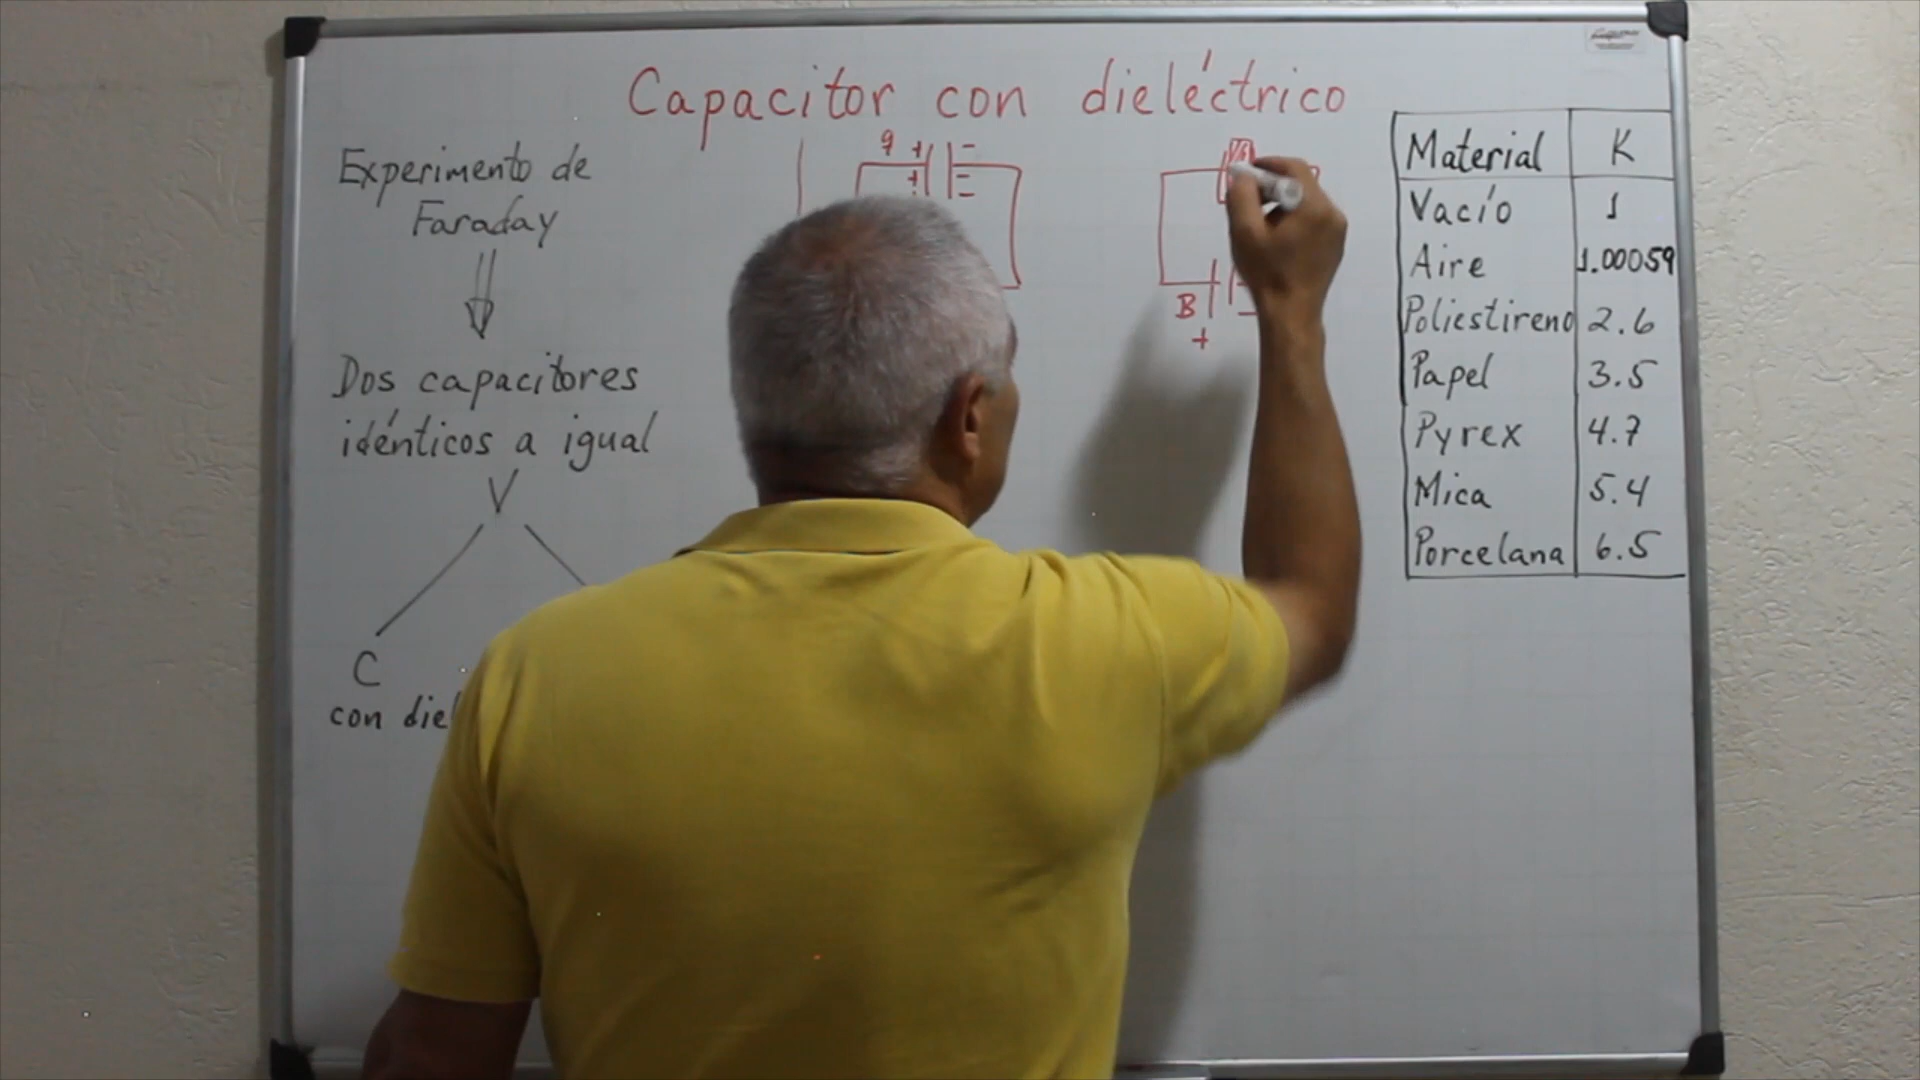 Capacitor con dieléctrico
Experimento de
Faraday
Dos capacitores
idénticos a igual
V
C
con diel
q + -
+ -
B
+ -
Material K
Vacío 1
Aire 1.00059
Poliestireno 2.6
Papel 3.5
Pyrex 4.7
Mica 5.4
Porcelana 6.5